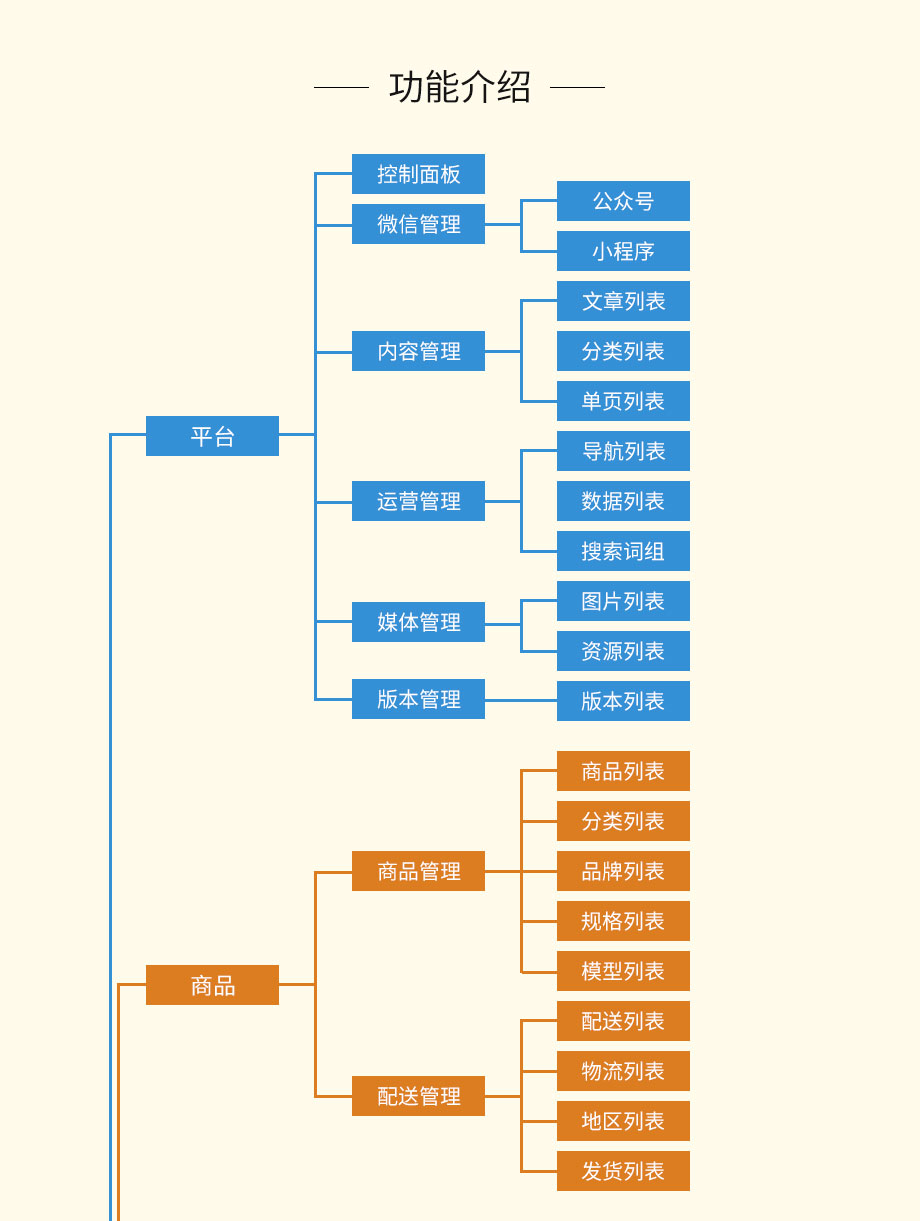 功能介绍
控制面板
公众号
微信管理
小程序
文章列表
内容管理
分类列表
单页列表
平台
导航列表
运营管理
数据列表
搜索词组
图片列表
媒体管理
资源列表
版本管理
版本列表
商品列表
分类列表
商品管理
品牌列表
规格列表
模型列表
商品
配送列表
物流列表
配送管理
地区列表
发货列表